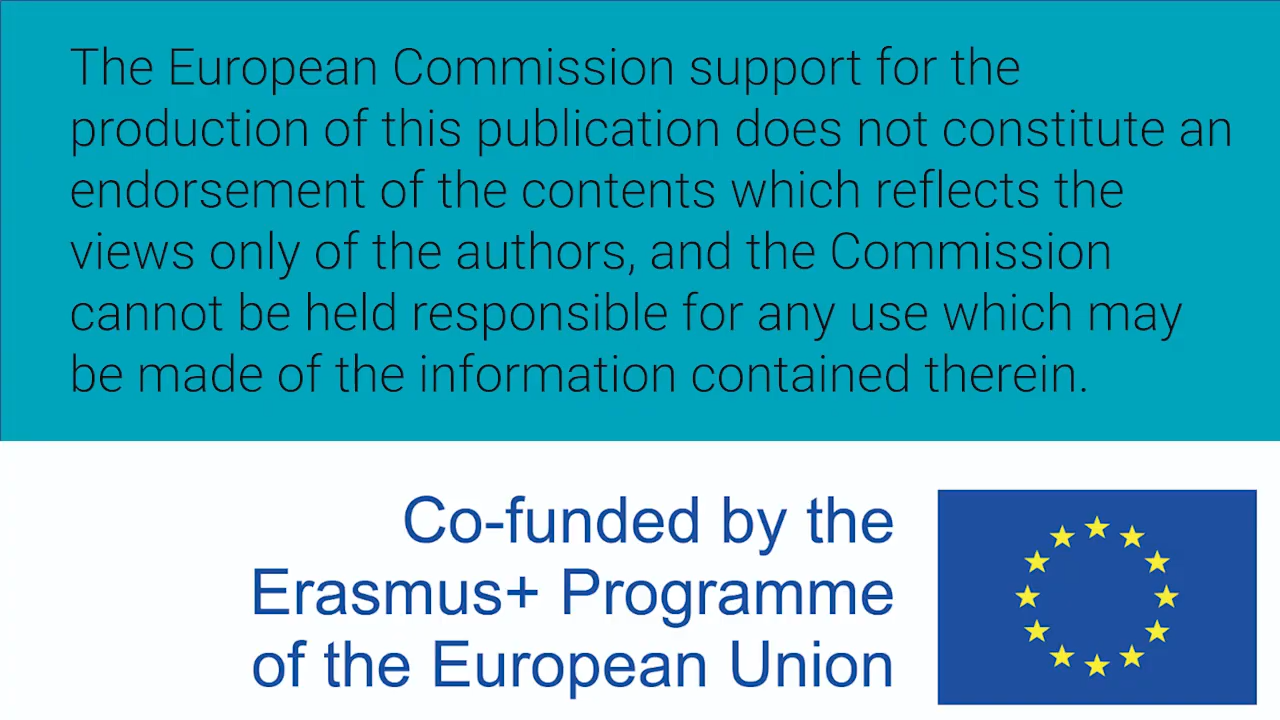 The European Commission support for the
production of this publication does not constitute an
endorsement of the contents which reflects the
views only of the authors, and the Commission
cannot be held responsible for any use which may
be made of the information contained therein.
Co-funded by the
Erasmus+ Programme
of the European Union